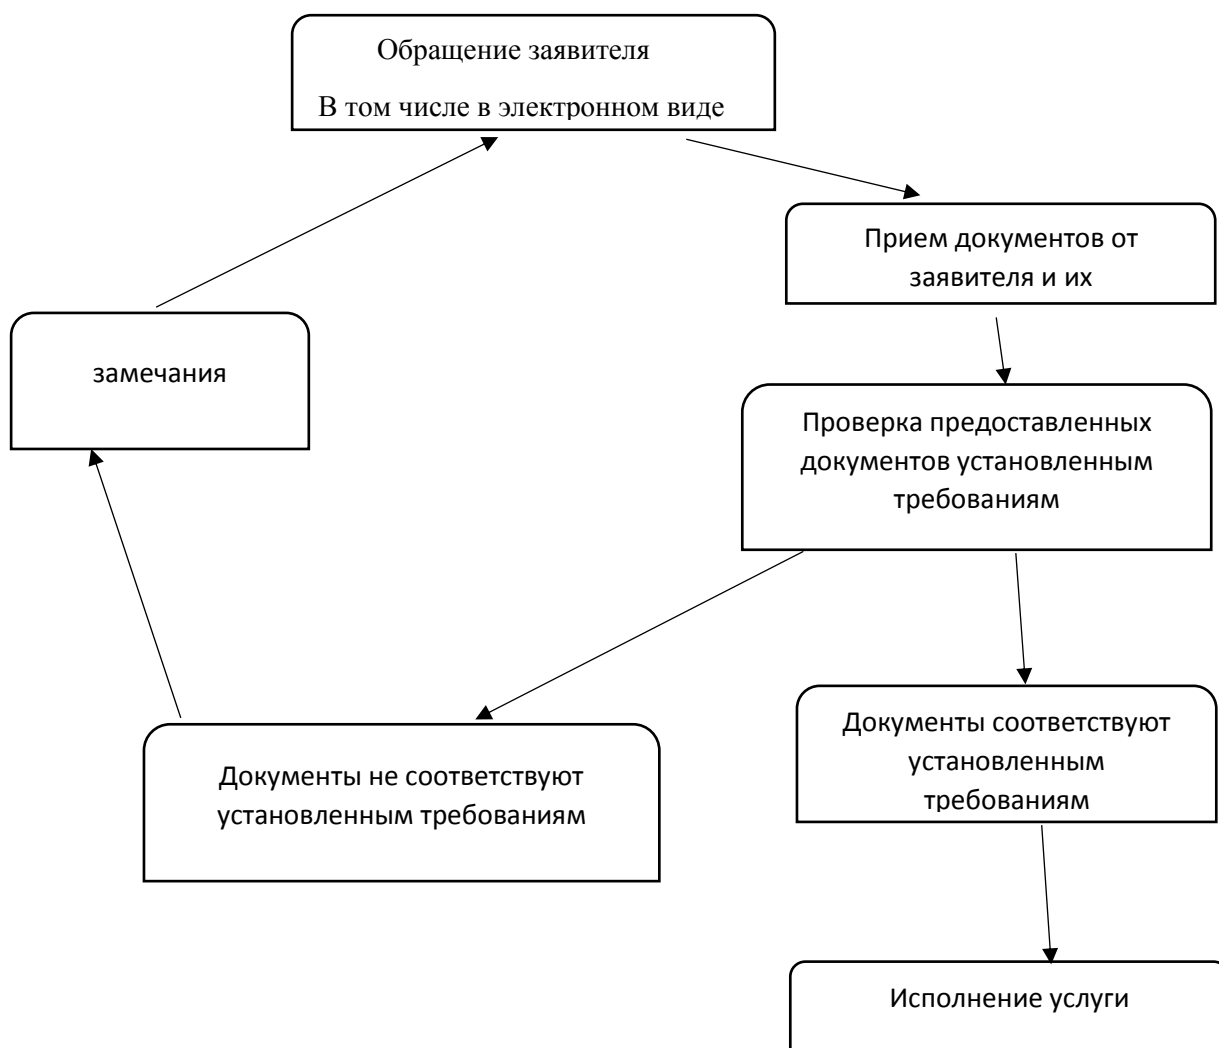 Обращение заявителя
В том числе в электронном виде
Прием документов от
заявителя и их
замечания
Проверка предоставленных
документов установленным
требованиям
Документы соответствуют
установленным
требованиям
Документы не соответствуют
установленным требованиям
Исполнение услуги